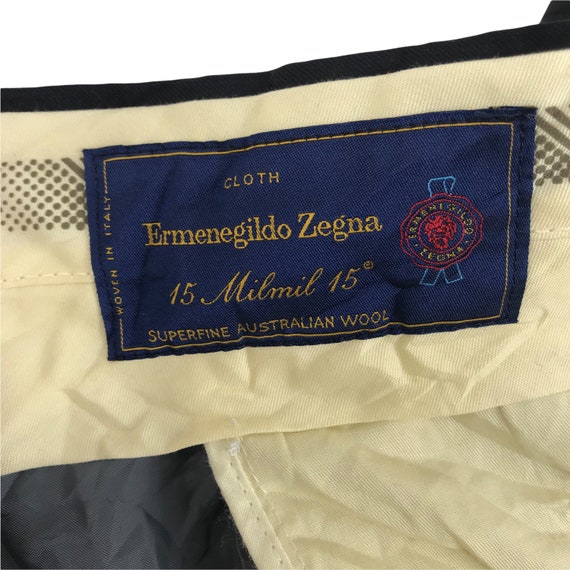 CLOTH
Ermenegildo Zegna
15 Milmil 15®
SUPERFINE AUSTRALIAN WOOL
WOVEN IN ITALY
ERMENEGILDO
ZEGNA